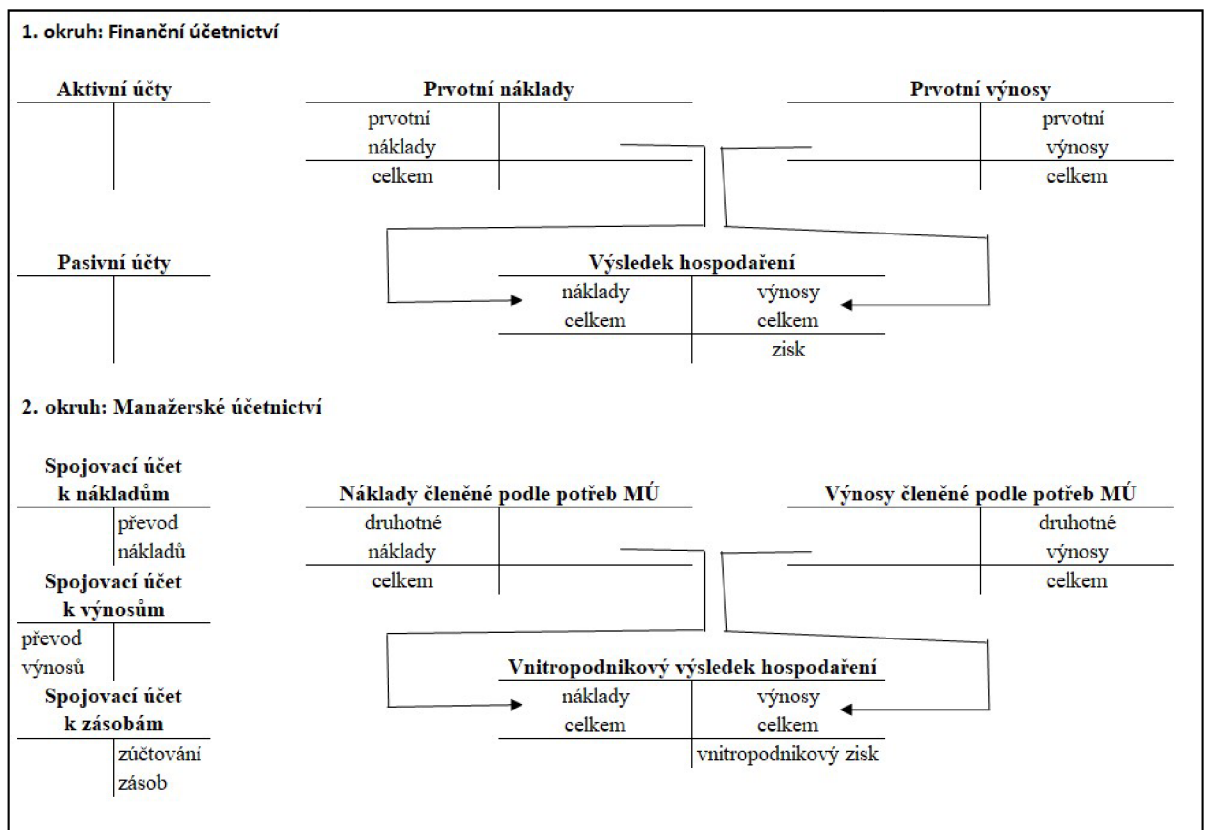 1. okruh: Finanční účetnictví
Aktivní účty
Prvotní náklady
Prvotní výnosy
prvotní
náklady
celkem
prvotní
výnosy
celkem
Pasivní účty
Výsledek hospodaření
náklady
celkem
výnosy
celkem
zisk
2. okruh: Manažerské účetnictví
Spojovací účet
k nákladům
převod
nákladů
Náklady členěné podle potřeb MÚ
druhotné
náklady
celkem
Výnosy členěné podle potřeb MÚ
druhotné
výnosy
celkem
Spojovací účet
k výnosům
převod
výnosů
Vnitropodnikový výsledek hospodaření
náklady
celkem
výnosy
celkem
vnitropodnikový zisk
Spojovací účet
k zásobám
zúčtování
zásob